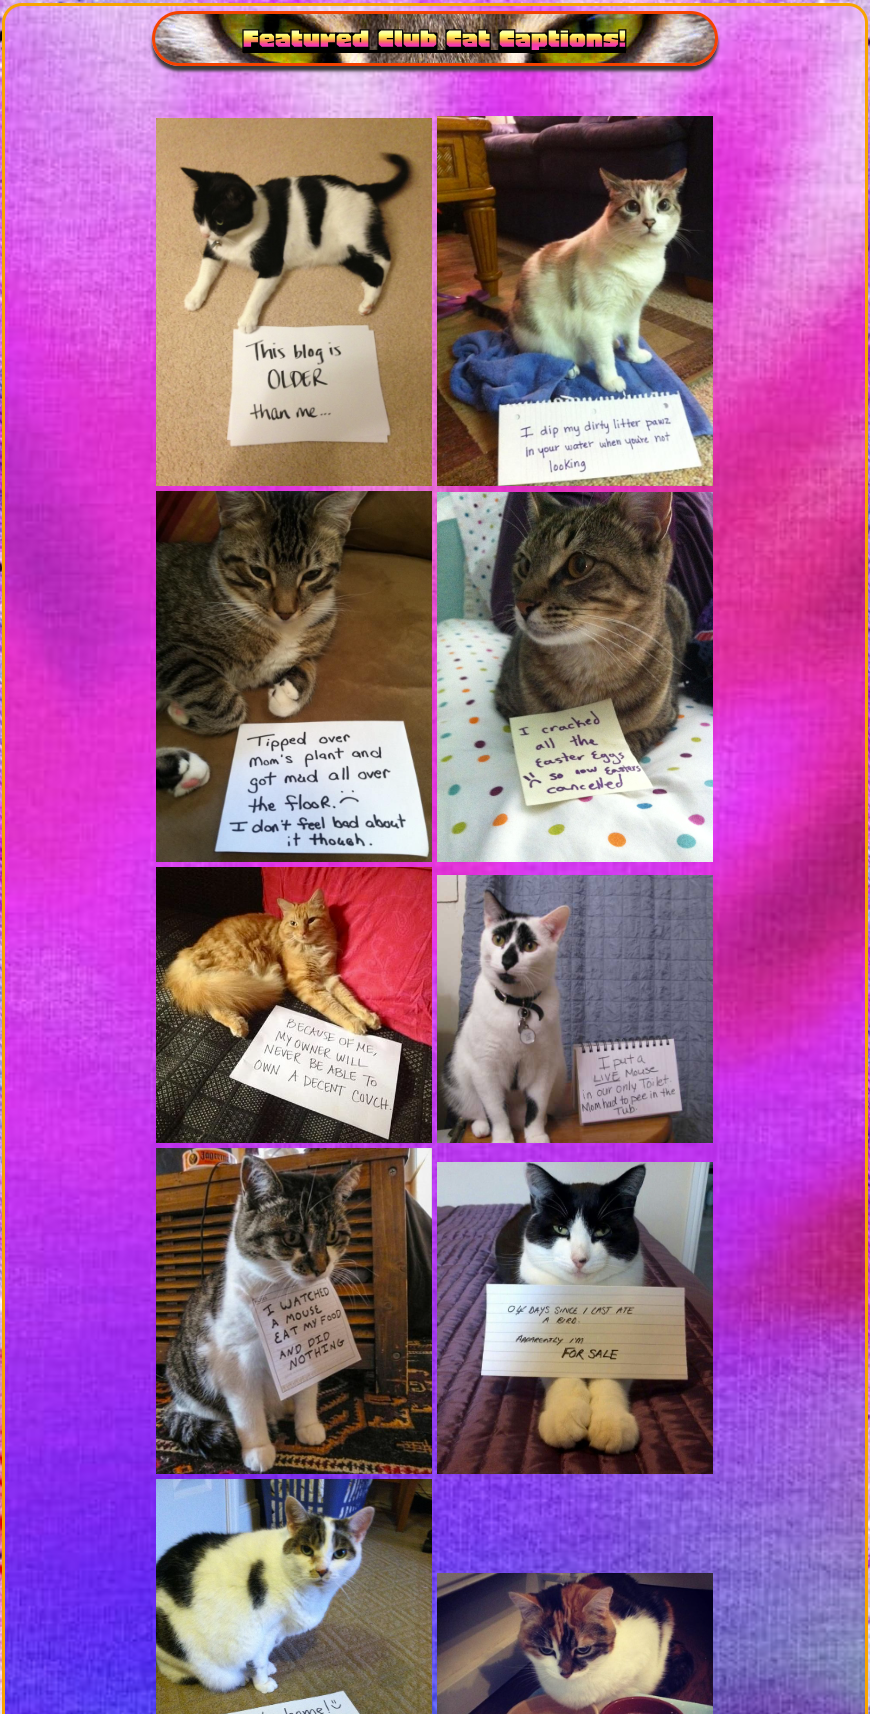 Featured Club Cat Captions!
This blog is
OLDER
than me...
I dip my dirty litter pawz
in your water when you're not
looking
Tipped over
Mom's plant and
got mud all over
the flooR. :(
I don't feel bad about
it though.
I cracked
all the
Easter Eggs
:( so now Easters
cancelled
BECAUSE OF ME,
MY OWNER WILL
NEVER BE ABLE TO
OWN A DECENT COUCH.
I put a
LIVE Mouse
in our only Toilet
Mom had to pee in the
Tub.
I WATCHED
A MOUSE
EAT MY FOOD
AND DID
NOTHING
04 DAYS SINCE I LAST ATE
A BIRD.
APPARENTLY I'M
FOR SALE